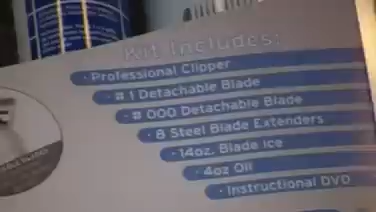 Kit Includes:
· Professional Clipper
· # 1 Detachable Blade
· # 000 Detachable Blade
· 8 Steel Blade Extenders
· 14oz. Blade Ice
· 4oz Oil
· Instructional DVD